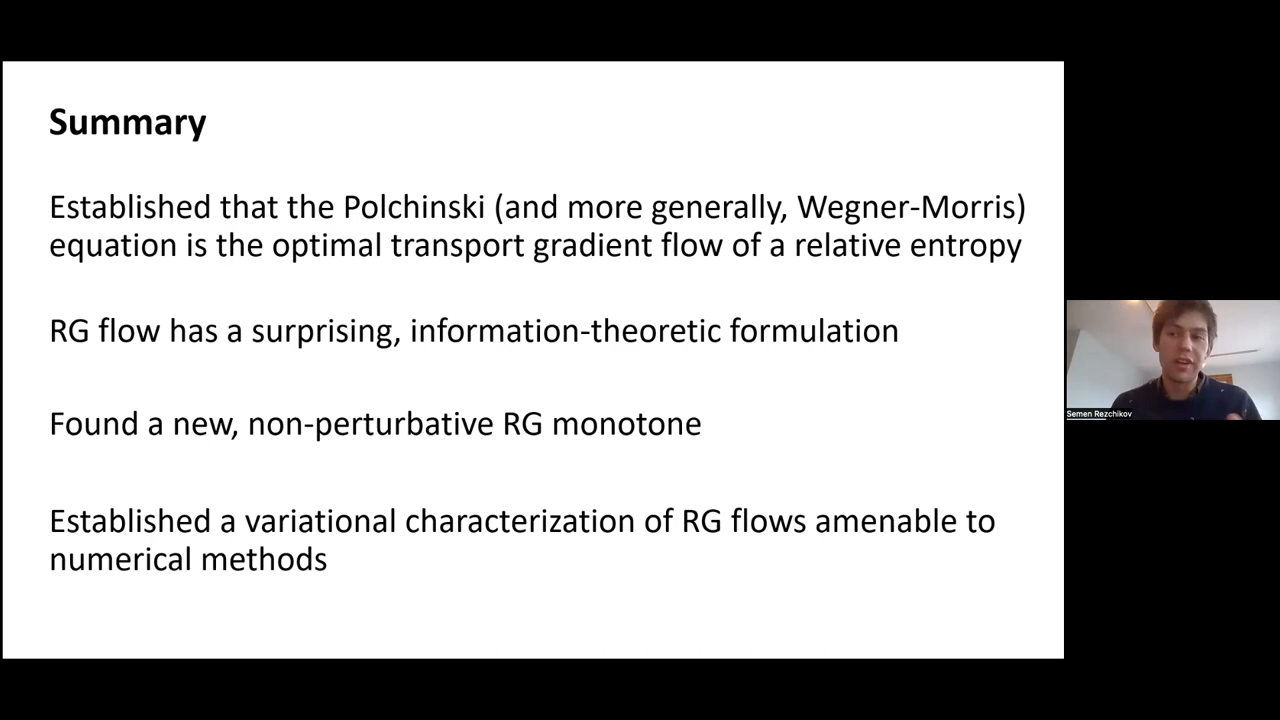 Summary
Established that the Polchinski (and more generally, Wegner-Morris)
equation is the optimal transport gradient flow of a relative entropy
RG flow has a surprising, information-theoretic formulation
Found a new, non-perturbative RG monotone
Established a variational characterization of RG flows amenable to
numerical methods
Semen Rezchikov